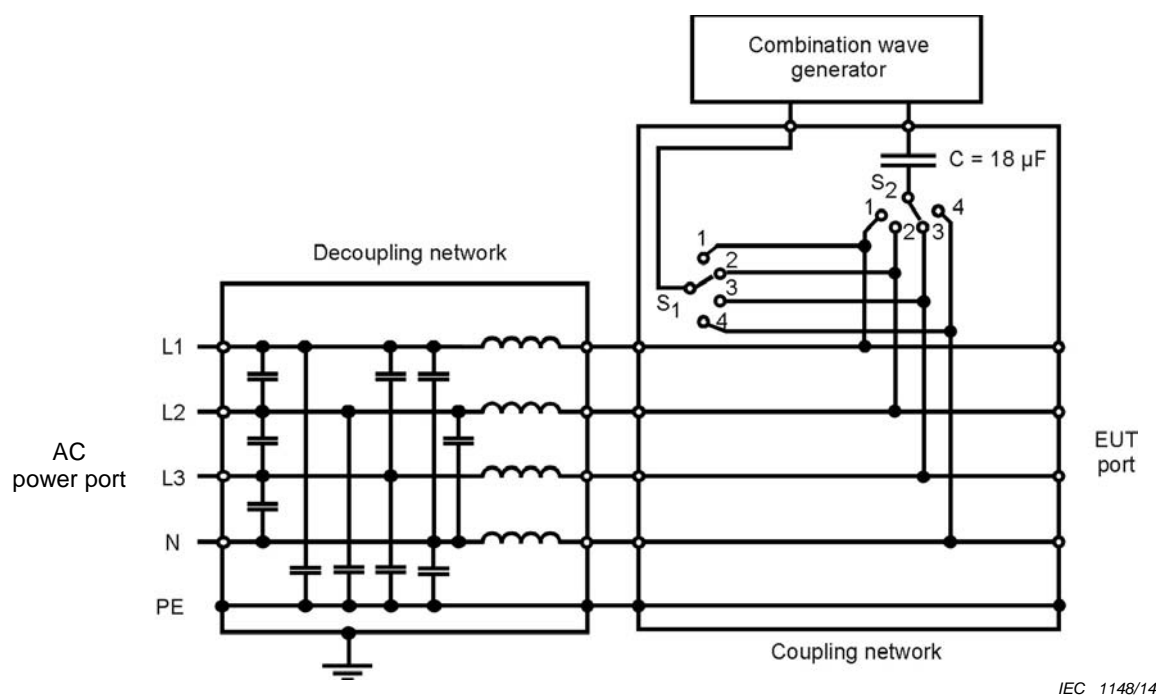 Combination wave
generator
C = 18 µF
S2
1
2
3
4
1
2
3
4
S1
Decoupling network
L1
L2
L3
N
PE
AC
power port
EUT
port
Coupling network
IEC 1148/14